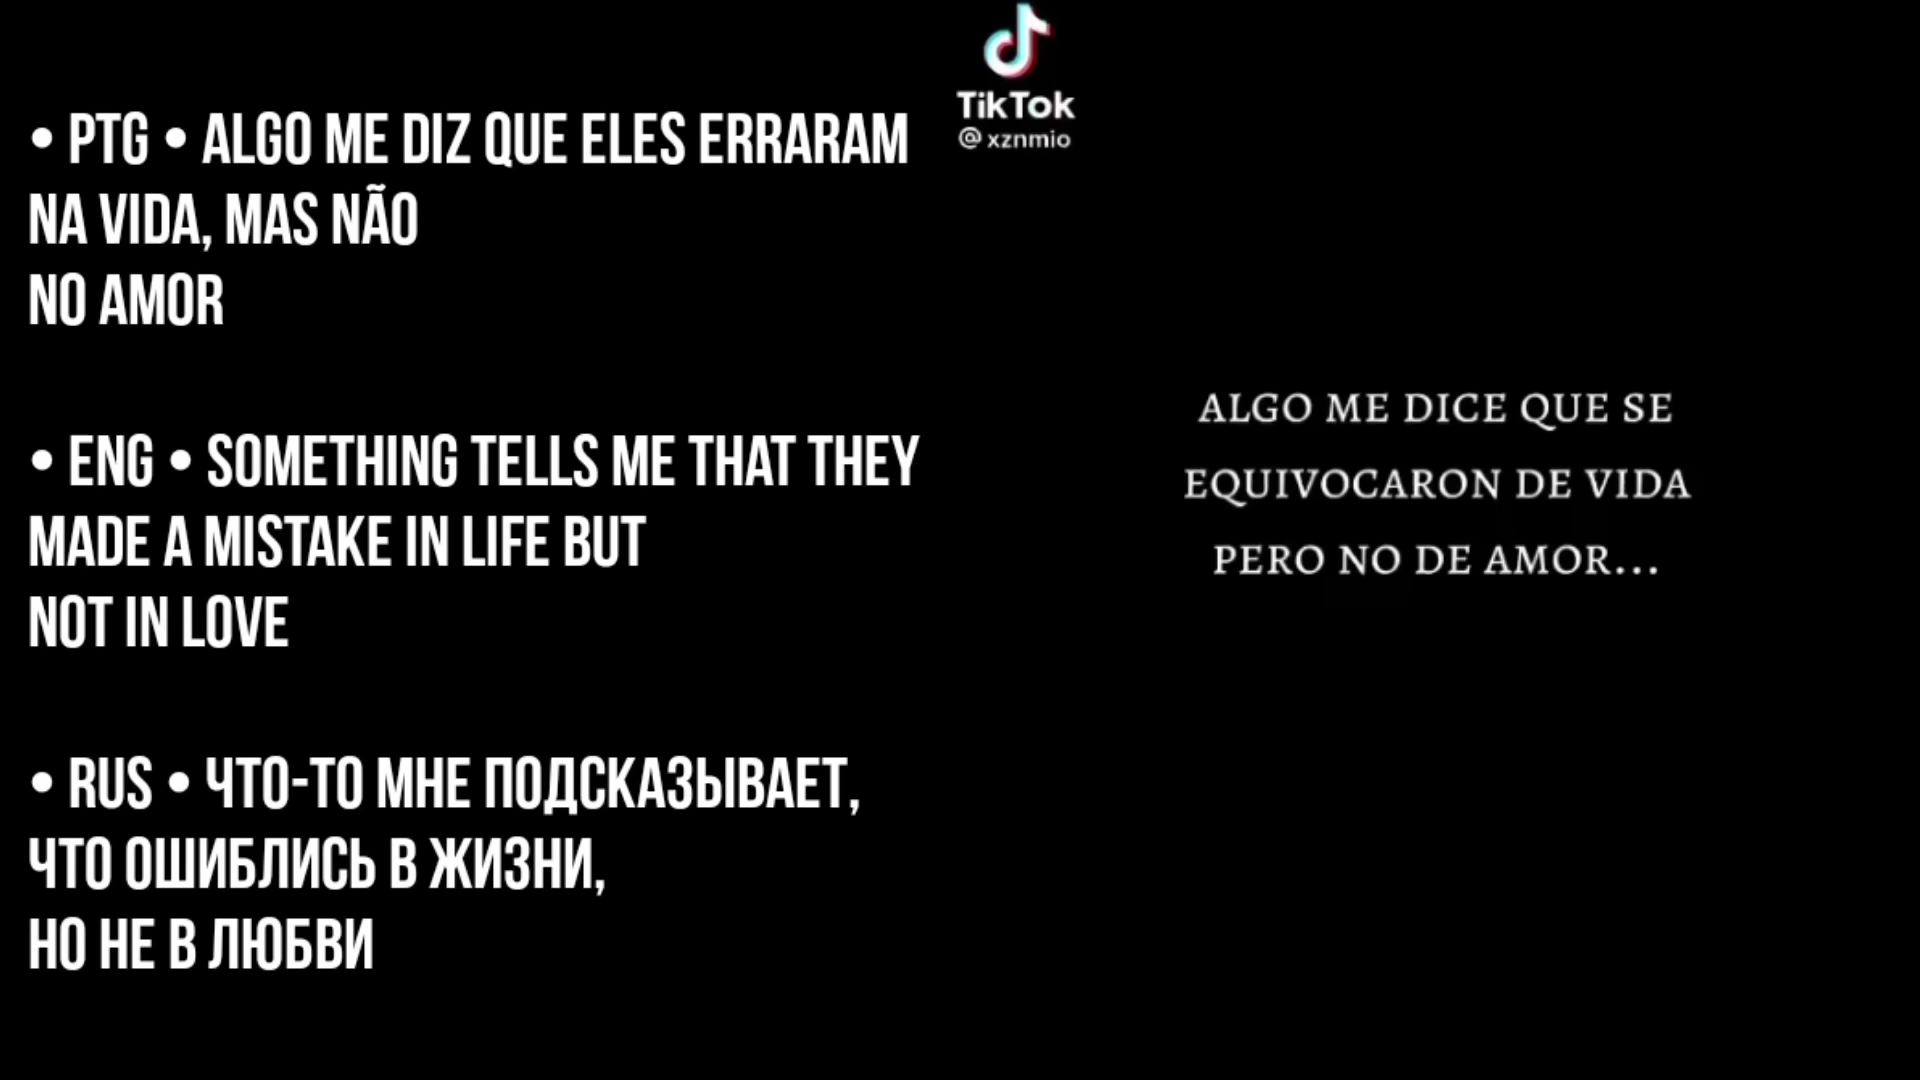 • PTG • ALGO ME DIZ QUE ELES ERRARAM
NA VIDA, MAS NÃO
NO AMOR
• ENG • SOMETHING TELLS ME THAT THEY
MADE A MISTAKE IN LIFE BUT
NOT IN LOVE
• RUS • ЧТО-ТО МНЕ ПОДСКАЗЫВАЕТ,
ЧТО ОШИБЛИСЬ В ЖИЗНИ,
НО НЕ В ЛЮБВИ
TikTok
@xznmio
ALGO ME DICE QUE SE
EQUIVOCARON DE VIDA
PERO NO DE AMOR...